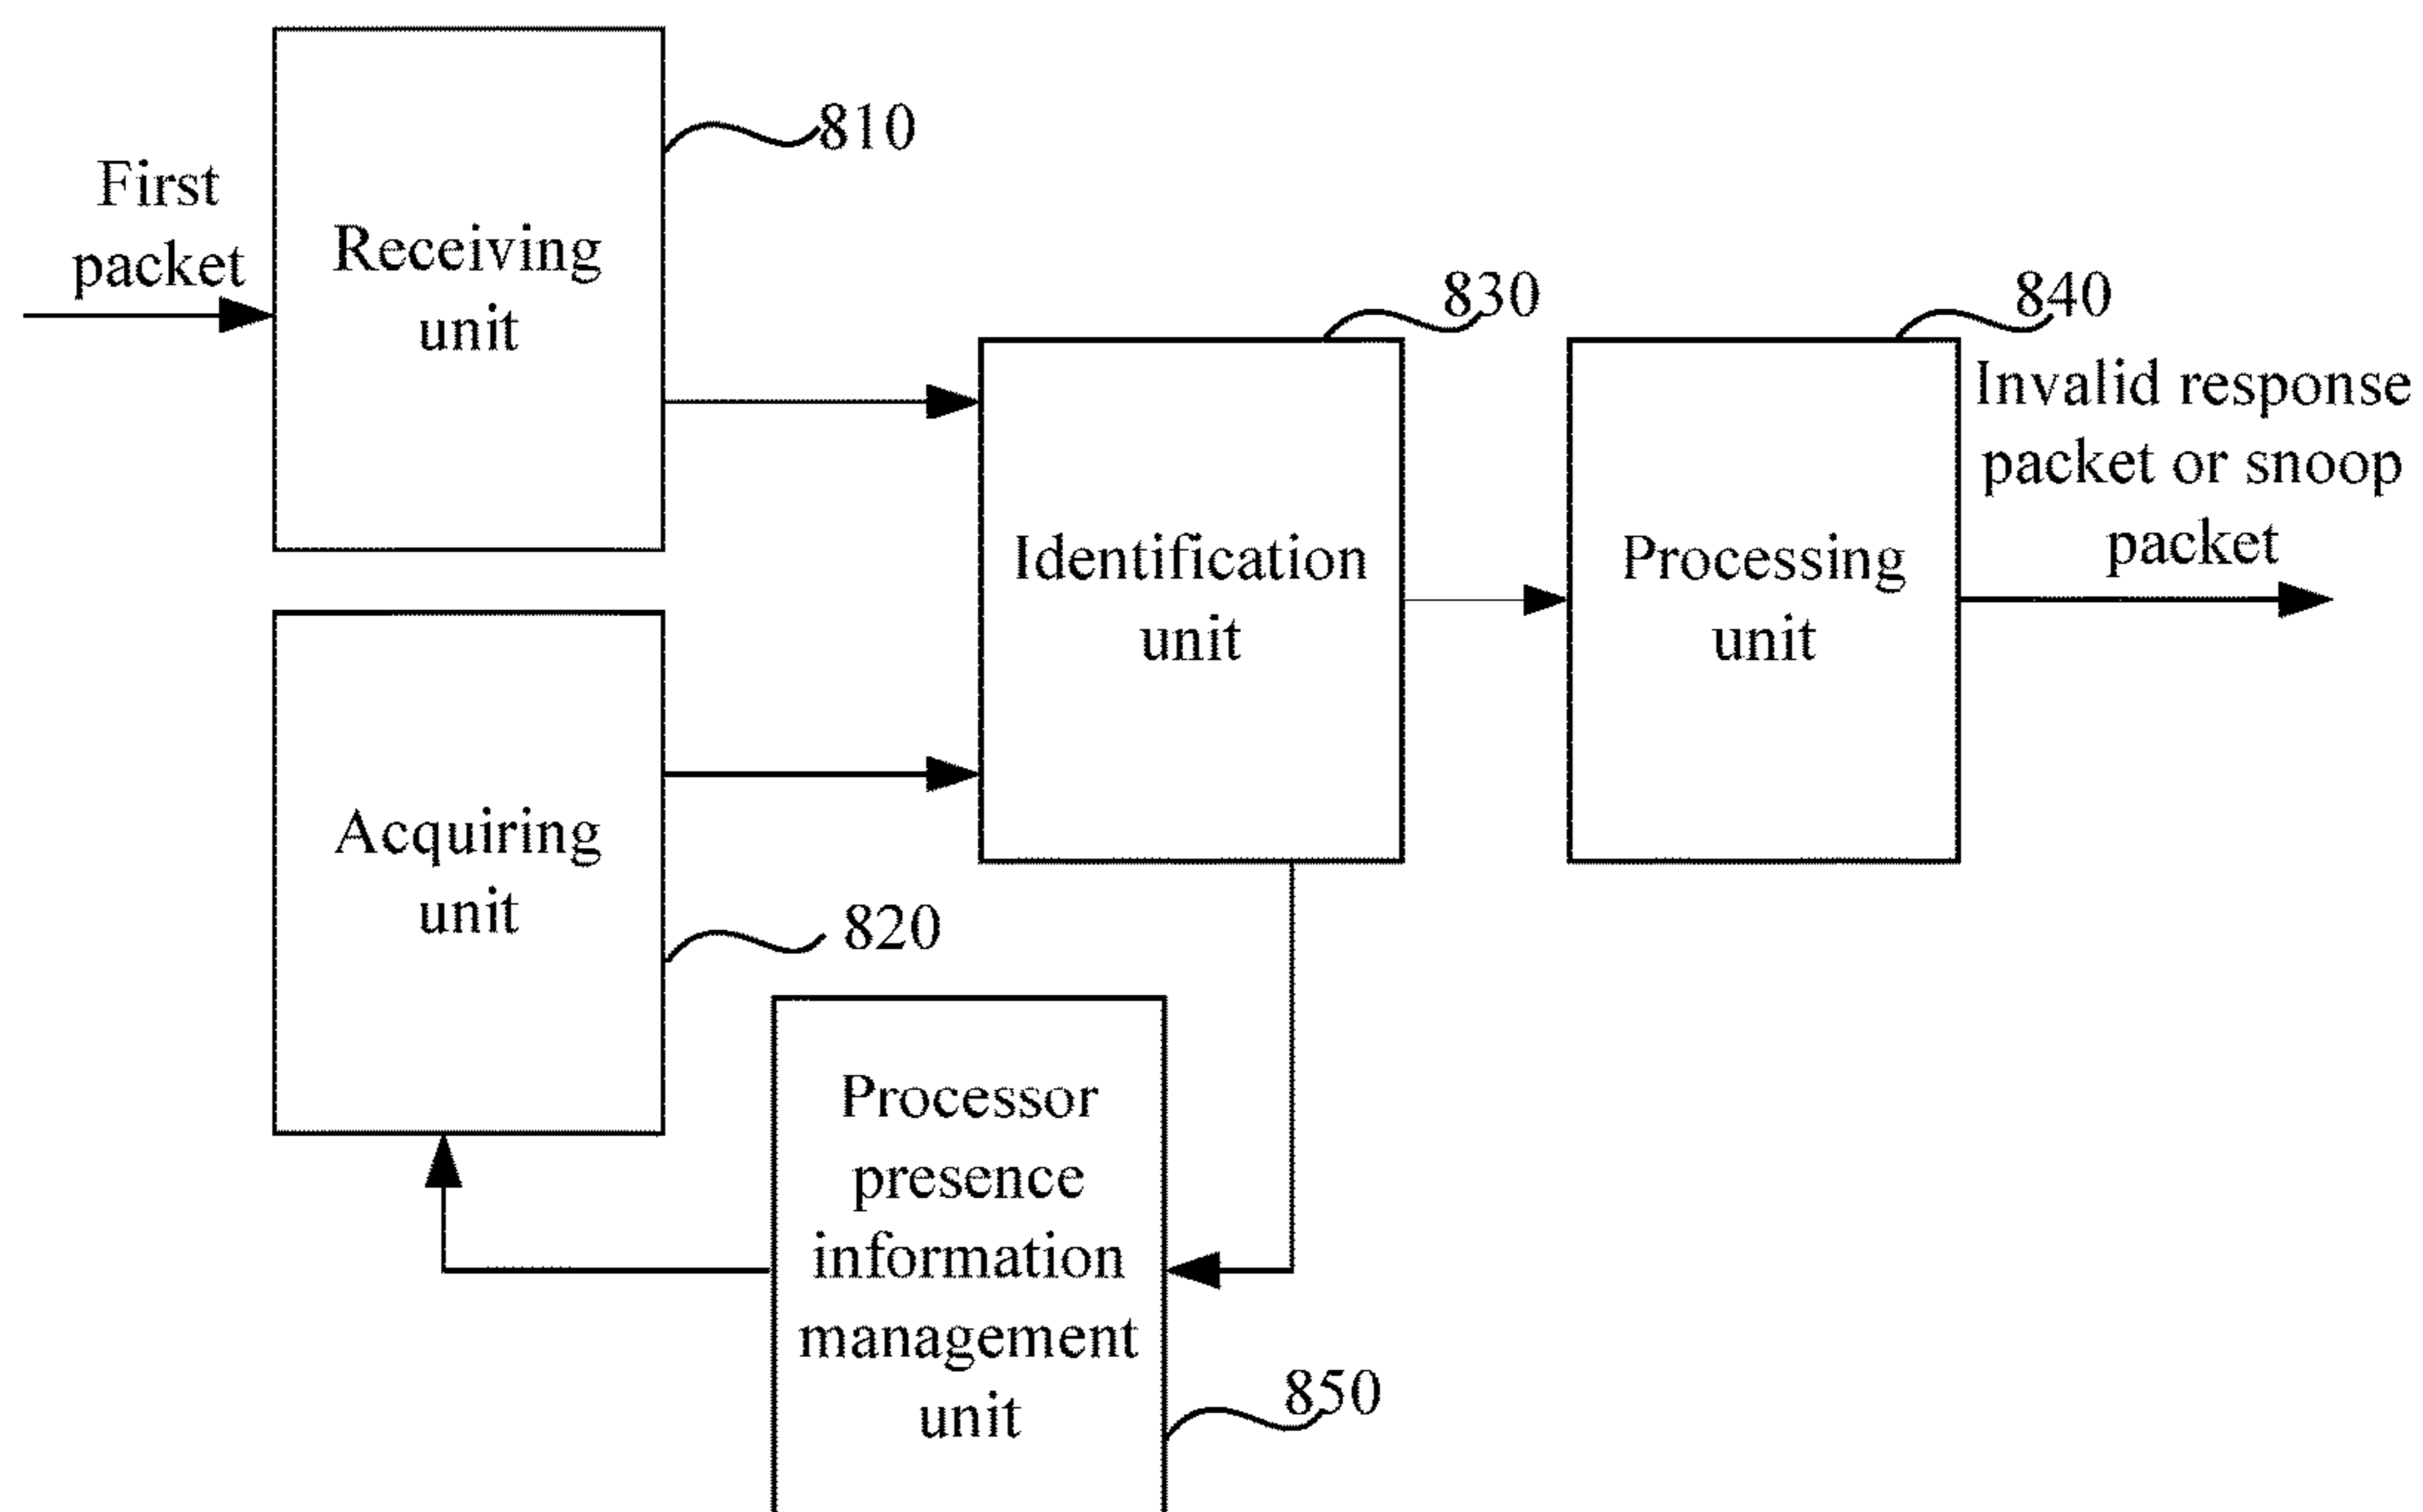 810
First
packet
Receiving
unit
830
840
Invalid response
packet or snoop
packet
Identification
unit
Processing
unit
Acquiring
unit
820
Processor
presence
information
management
unit
850